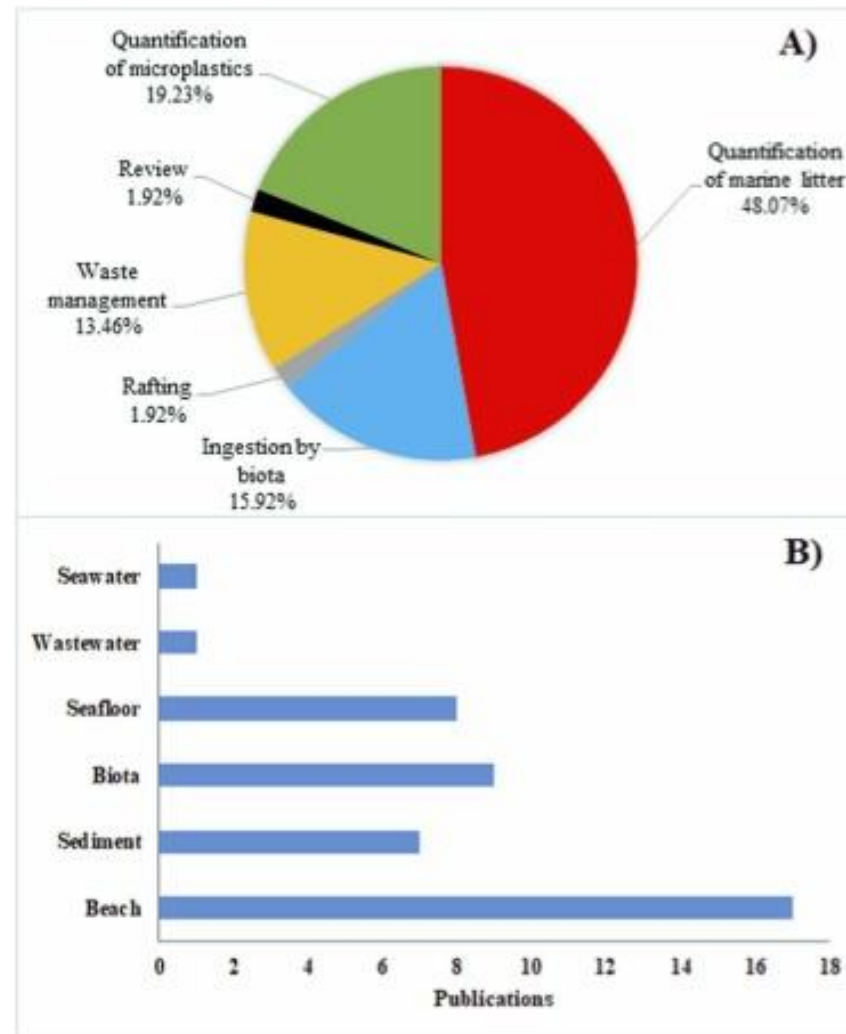 A)
Quantification
of microplastics
19.23%
Review
1.92%
Waste
management
13.46%
Rafting
1.92%
Ingestion by
biota
15.92%
Quantification
of marine litter
48.07%
B)
Seawater
Wastewater
Seafloor
Biota
Sediment
Beach
0 2 4 6 8 10 12 14 16 18
Publications